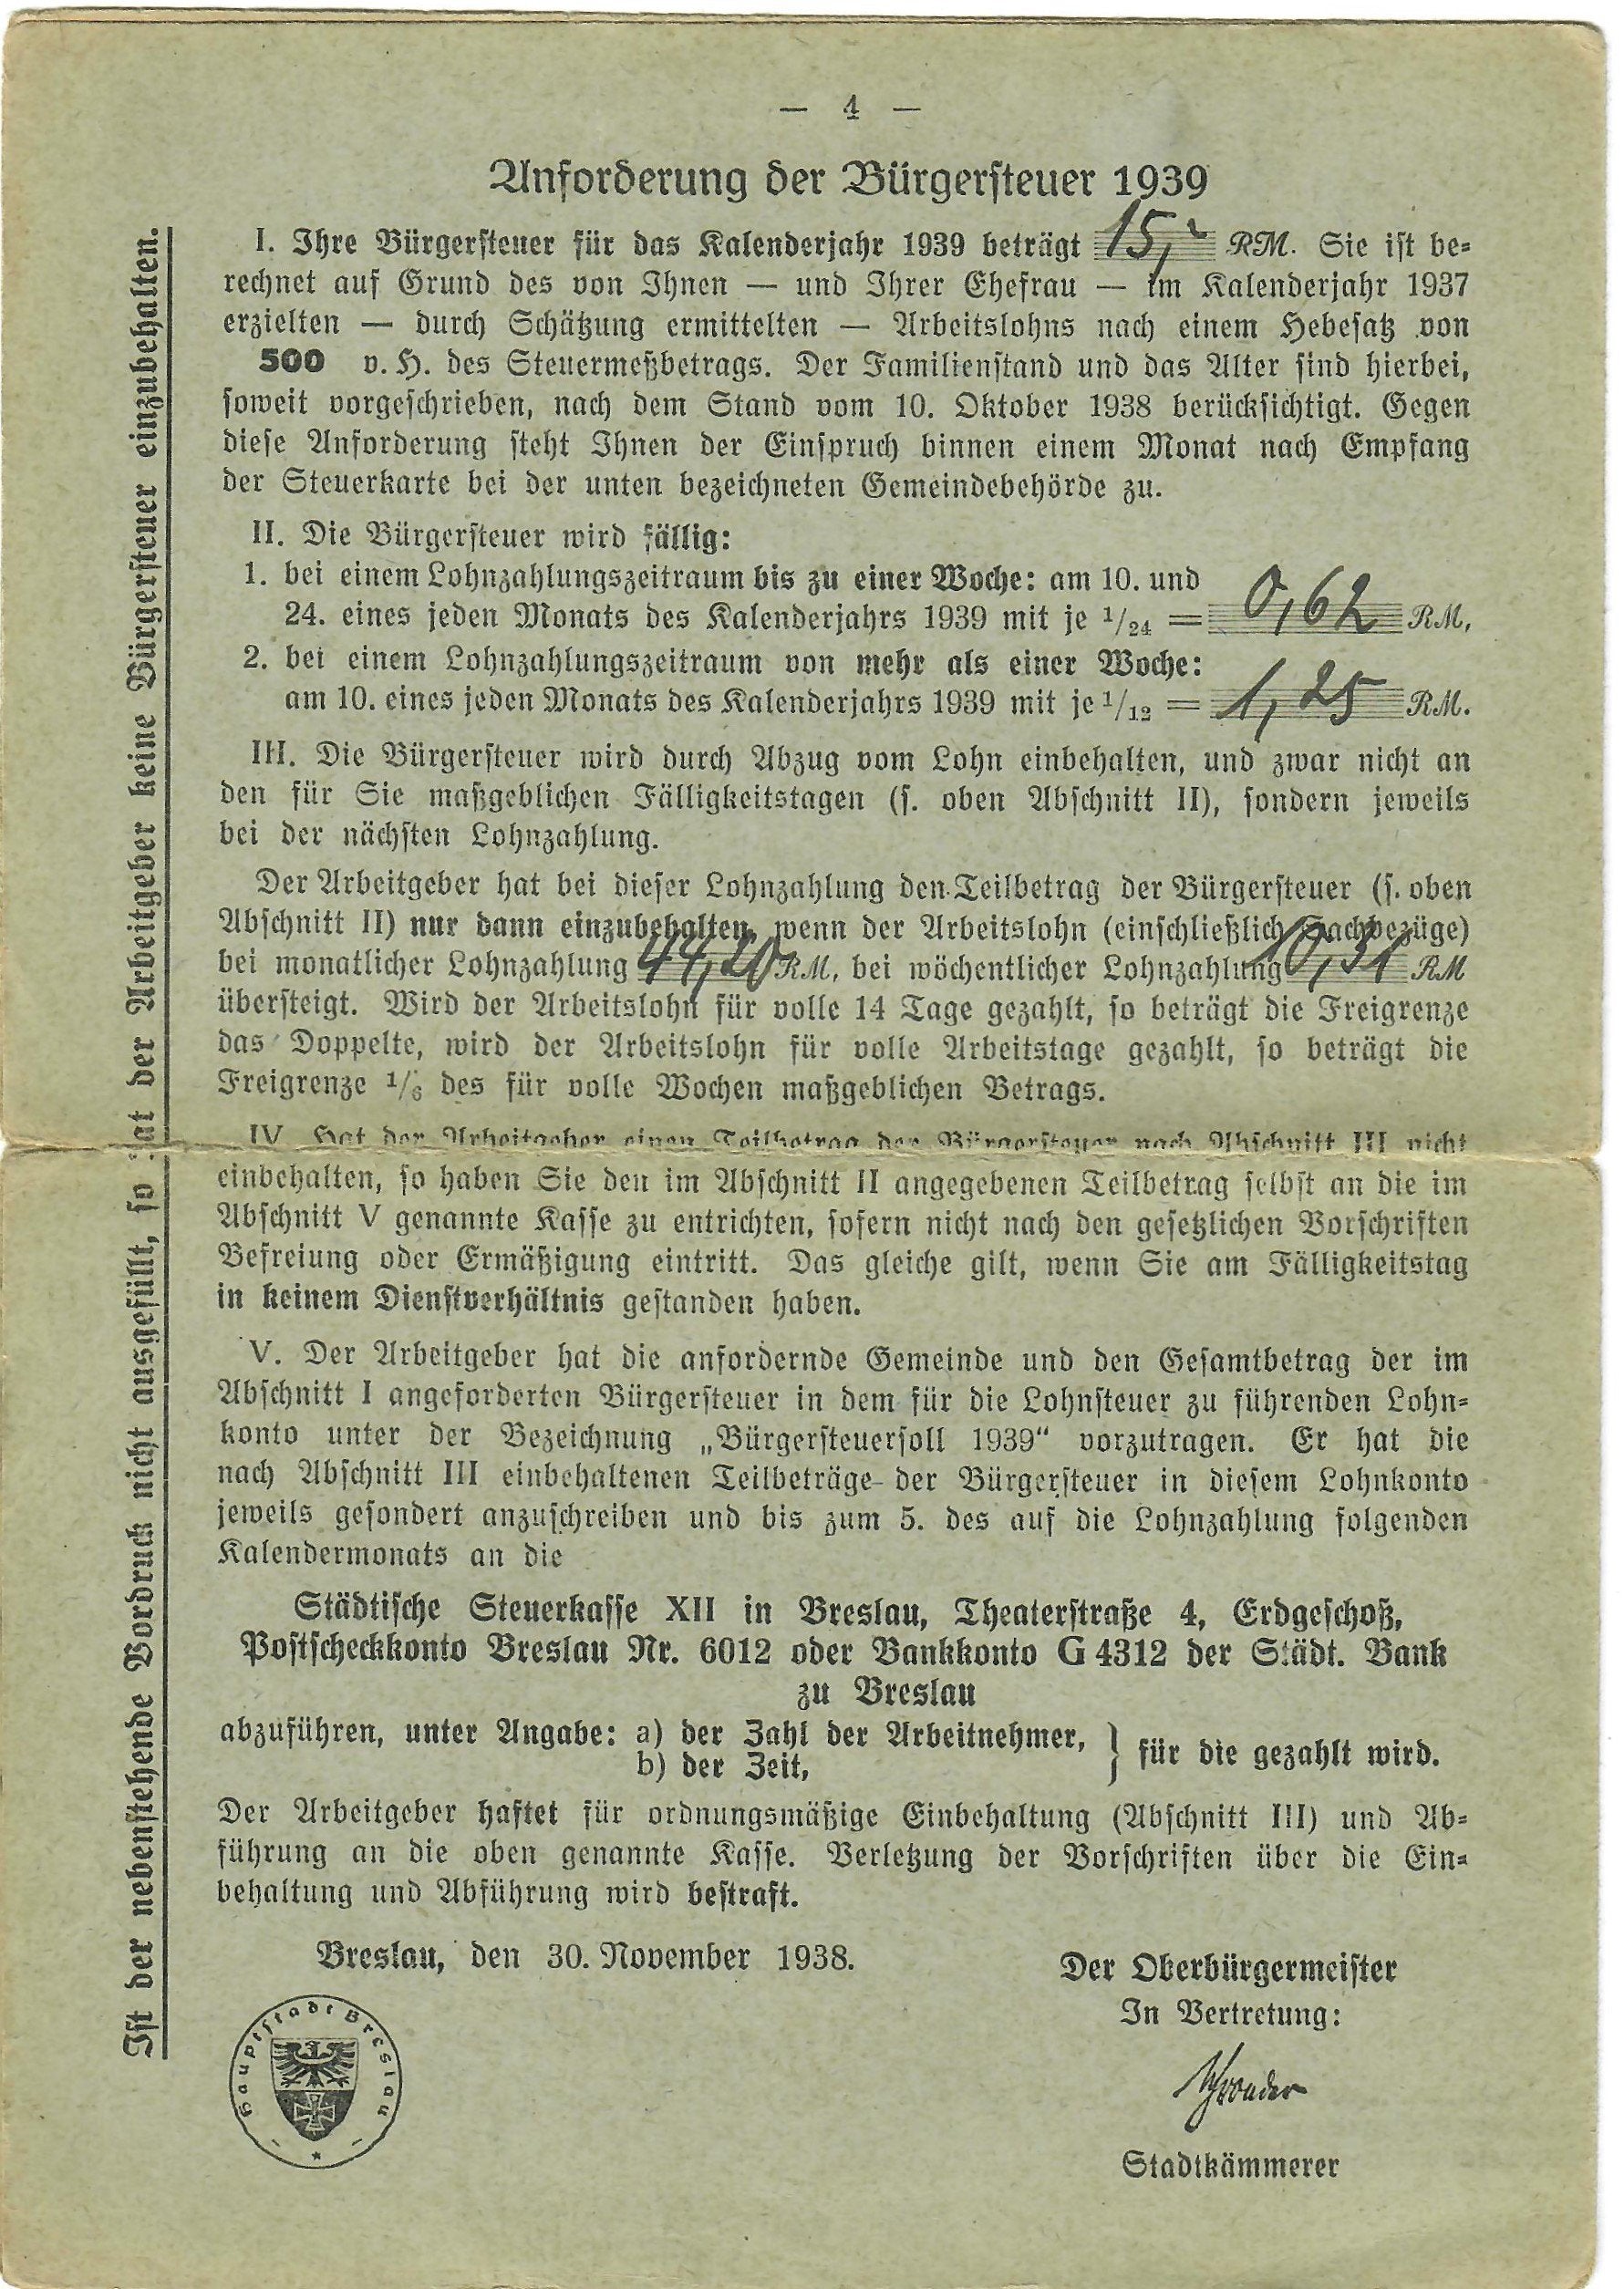 — 4 —
Anforderung der Bürgersteuer 1939
I. Ihre Bürgersteuer für das Kalenderjahr 1939 beträgt 15,- RM. Sie ist be-
rechnet auf Grund des von Ihnen — und Ihrer Ehefrau — im Kalenderjahr 1937
erzielten — durch Schätzung ermittelten — Arbeitslohns nach einem Hebesatz von
500 v. H. des Steuermeßbetrags. Der Familienstand und das Alter sind hierbei,
soweit vorgeschrieben, nach dem Stand vom 10. Oktober 1938 berücksichtigt. Gegen
diese Anforderung steht Ihnen der Einspruch binnen einem Monat nach Empfang
der Steuerkarte bei der unten bezeichneten Gemeindebehörde zu.
II. Die Bürgersteuer wird fällig:
1. bei einem Lohnzahlungszeitraum bis zu einer Woche: am 10. und
24. eines jeden Monats des Kalenderjahrs 1939 mit je 1/24 = 0,62 RM,
2. bei einem Lohnzahlungszeitraum von mehr als einer Woche:
am 10. eines jeden Monats des Kalenderjahrs 1939 mit je 1/12 = 1,25 RM.
III. Die Bürgersteuer wird durch Abzug vom Lohn einbehalten, und zwar nicht an
den für Sie maßgeblichen Fälligkeitstagen (s. oben Abschnitt II), sondern jeweils
bei der nächsten Lohnzahlung.
Der Arbeitgeber hat bei dieser Lohnzahlung den Teilbetrag der Bürgersteuer (s. oben
Abschnitt II) nur dann einzubehalten, wenn der Arbeitslohn (einschließlich Nachbezüge)
bei monatlicher Lohnzahlung 44,20 RM, bei wöchentlicher Lohnzahlung 10,31 RM
übersteigt. Wird der Arbeitslohn für volle 14 Tage gezahlt, so beträgt die Freigrenze
das Doppelte, wird der Arbeitslohn für volle Arbeitstage gezahlt, so beträgt die
Freigrenze 1/6 des für volle Wochen maßgeblichen Betrags.
IV. Hat der Arbeitgeber einen Teilbetrag der Bürgersteuer nach Abschnitt III nicht
einbehalten, so haben Sie den im Abschnitt II angegebenen Teilbetrag selbst an die im
Abschnitt V genannte Kasse zu entrichten, sofern nicht nach den gesetzlichen Vorschriften
Befreiung oder Ermäßigung eintritt. Das gleiche gilt, wenn Sie am Fälligkeitstag
in keinem Dienstverhältnis gestanden haben.
V. Der Arbeitgeber hat die anfordernde Gemeinde und den Gesamtbetrag der im
Abschnitt I angeforderten Bürgersteuer in dem für die Lohnsteuer zu führenden Lohn-
konto unter der Bezeichnung „Bürgersteuersoll 1939“ vorzutragen. Er hat die
nach Abschnitt III einbehaltenen Teilbeträge der Bürgersteuer in diesem Lohnkonto
jeweils gesondert anzuschreiben und bis zum 5. des auf die Lohnzahlung folgenden
Kalendermonats an die
Städtische Steuerkasse XII in Breslau, Theaterstraße 4, Erdgeschoß,
Postscheckkonto Breslau Nr. 6012 oder Bankkonto G 4312 der Städt. Bank
zu Breslau
abzuführen, unter Angabe: a) der Zahl der Arbeitnehmer, } für die gezahlt wird.
b) der Zeit,
Der Arbeitgeber haftet für ordnungsmäßige Einbehaltung (Abschnitt III) und Ab-
führung an die oben genannte Kasse. Verletzung der Vorschriften über die Ein-
behaltung und Abführung wird bestraft.
Breslau, den 30. November 1938.
Der Oberbürgermeister
In Vertretung:
Stadtkämmerer
Hauptstadt Breslau
Ist der nebenstehende Vordruck nicht ausgefüllt, so hat der Arbeitgeber keine Bürgersteuer einzubehalten.